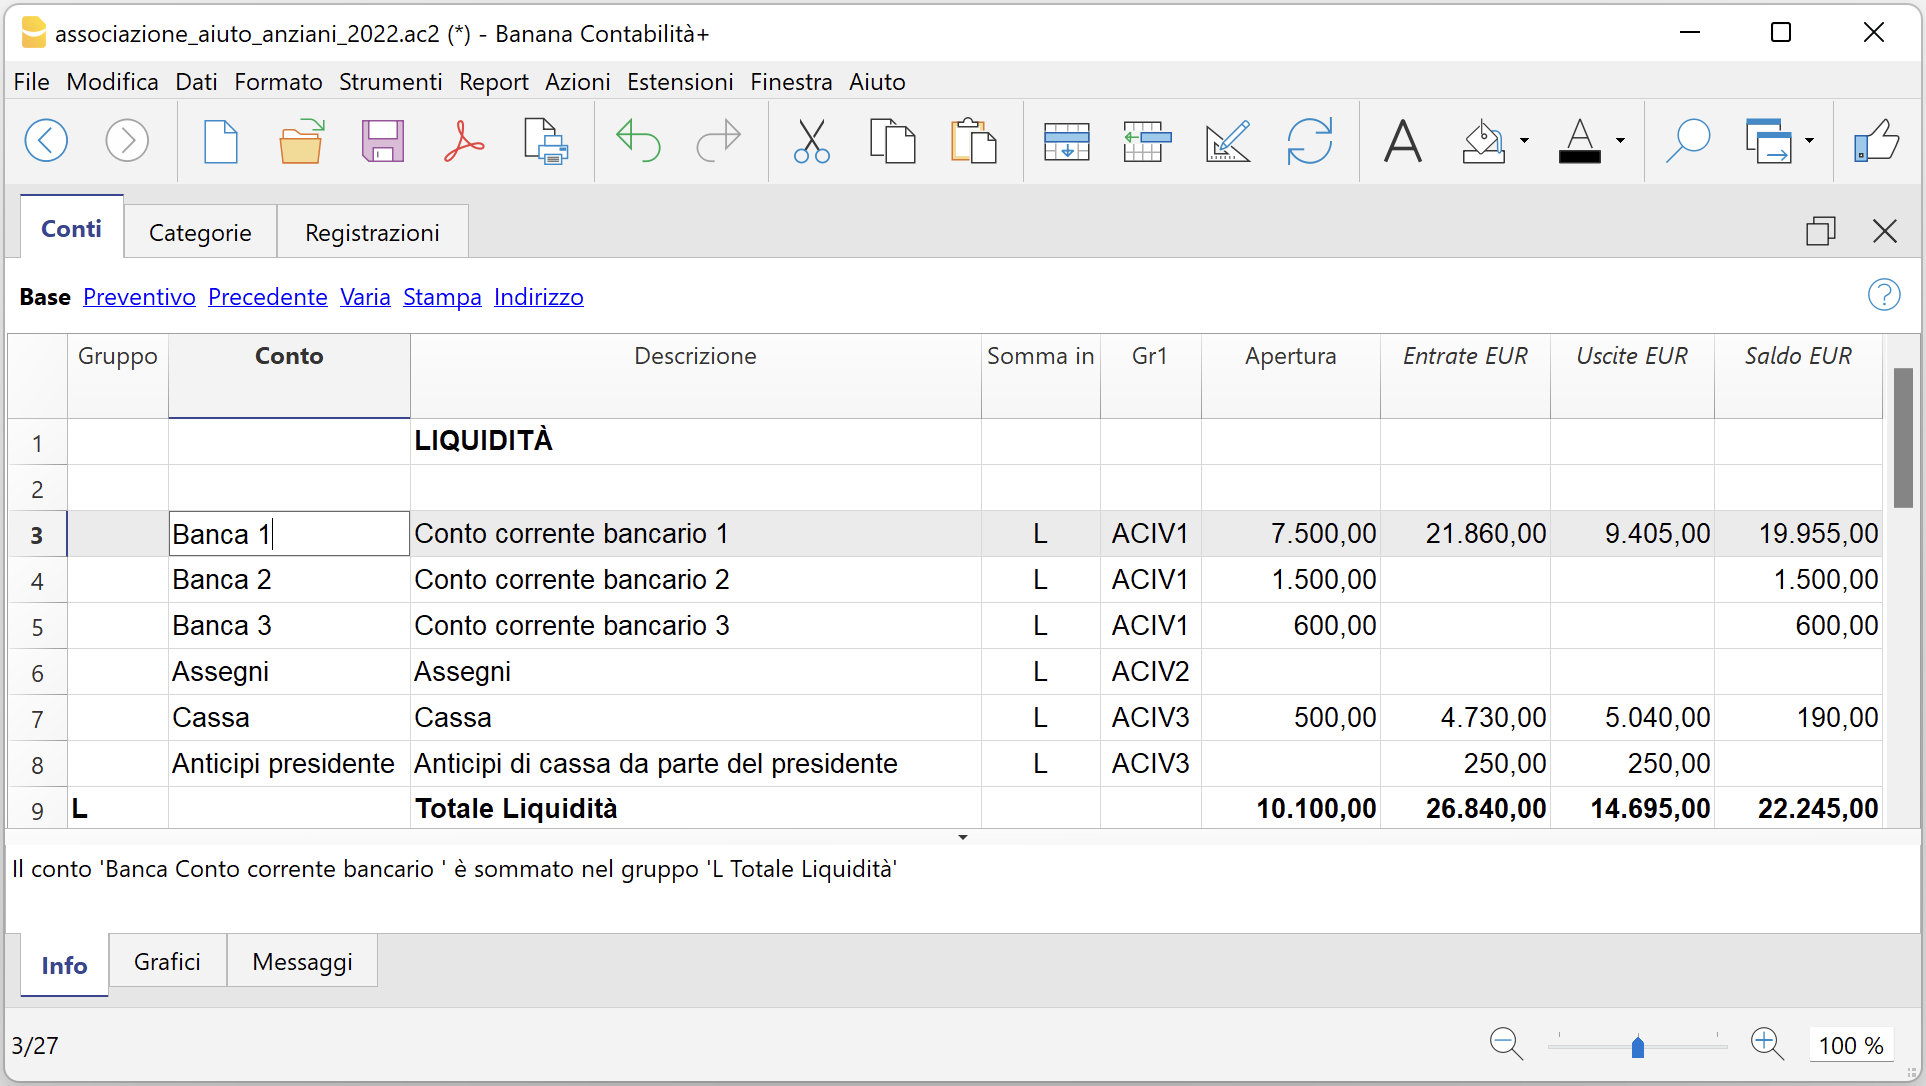 associazione_aiuto_anziani_2022.ac2 (*) - Banana Contabilità+
File Modifica Dati Formato Strumenti Report Azioni Estensioni Finestra Aiuto
Conti Categorie Registrazioni
Base Preventivo Precedente Varia Stampa Indirizzo
Gruppo Conto Descrizione Somma in Gr1 Apertura Entrate EUR Uscite EUR Saldo EUR
1 LIQUIDITÀ
2
3 Banca 1 Conto corrente bancario 1 L ACIV1 7.500,00 21.860,00 9.405,00 19.955,00
4 Banca 2 Conto corrente bancario 2 L ACIV1 1.500,00 1.500,00
5 Banca 3 Conto corrente bancario 3 L ACIV1 600,00 600,00
6 Assegni Assegni L ACIV2
7 Cassa Cassa L ACIV3 500,00 4.730,00 5.040,00 190,00
8 Anticipi presidente Anticipi di cassa da parte del presidente L ACIV3 250,00 250,00
9 L Totale Liquidità 10.100,00 26.840,00 14.695,00 22.245,00
Il conto 'Banca Conto corrente bancario ' è sommato nel gruppo 'L Totale Liquidità'
Info Grafici Messaggi
3/27 100 %